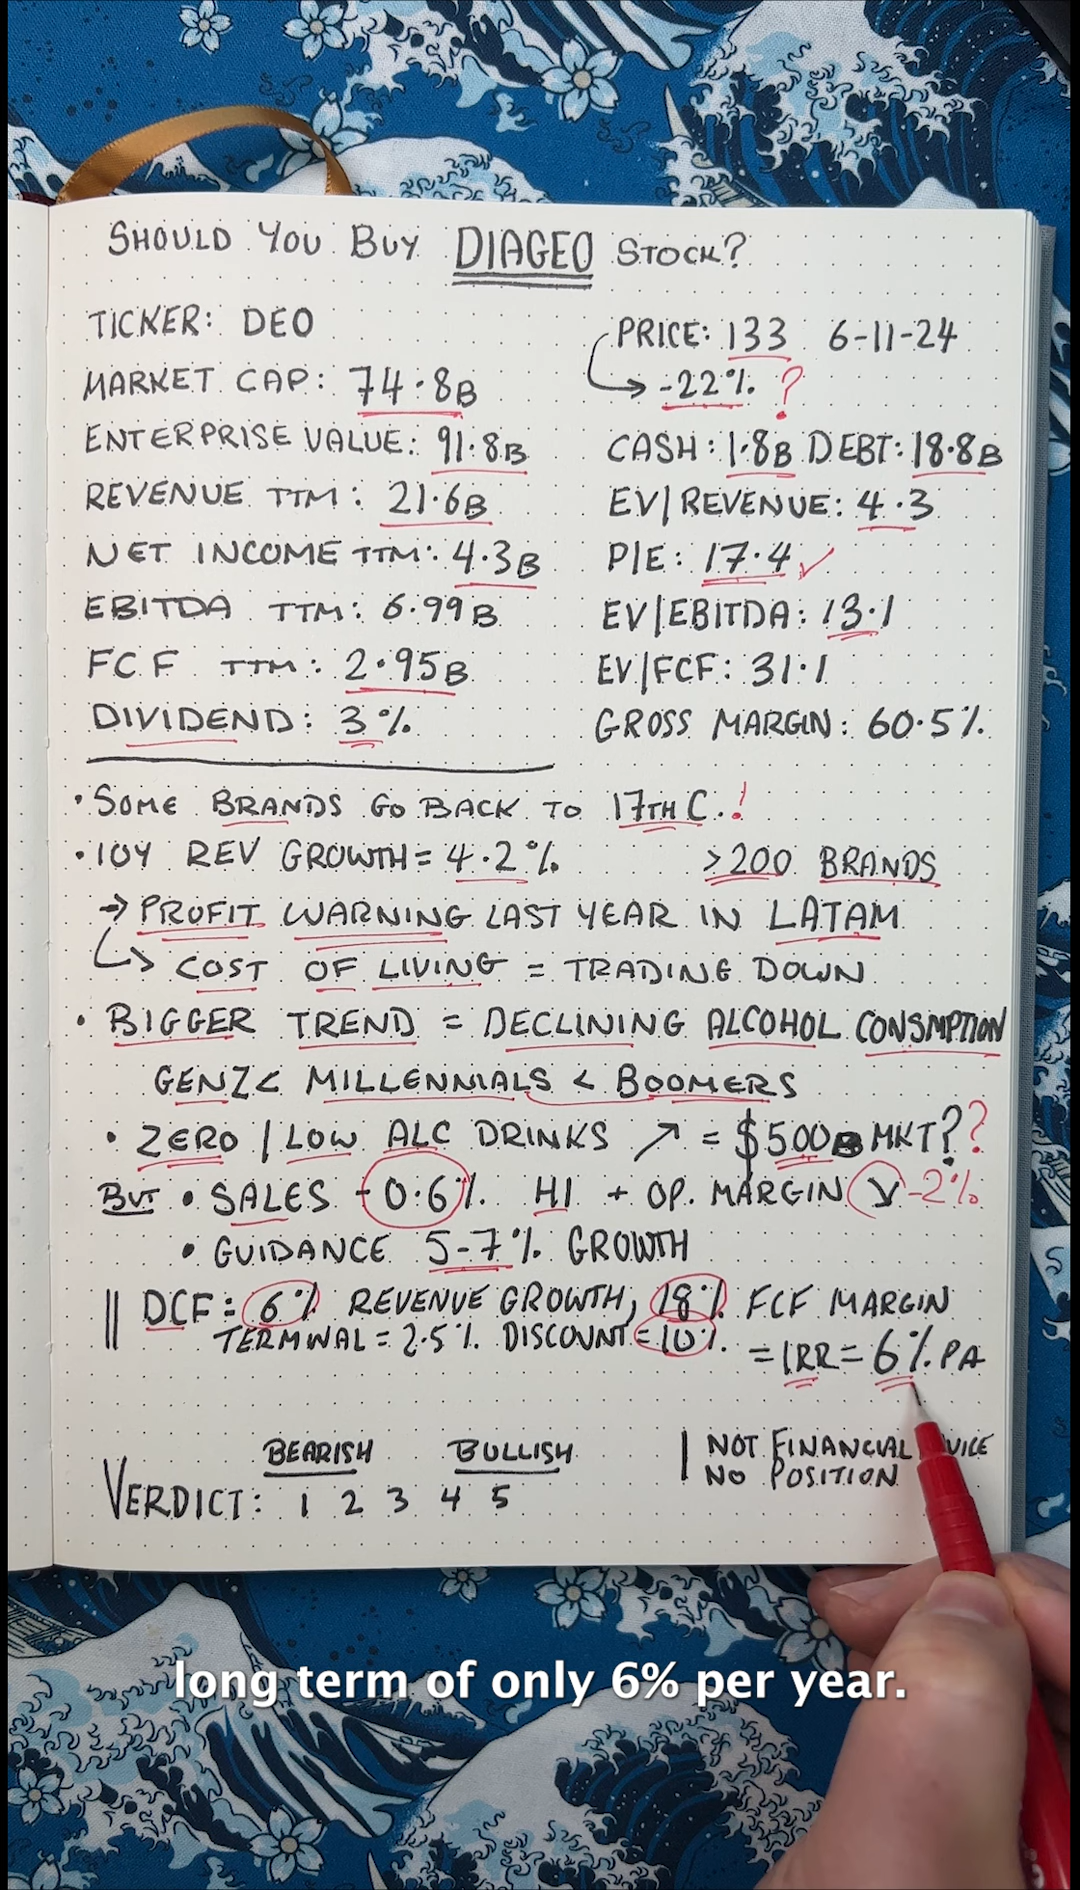 SHOULD YOU BUY DIAGEO STOCK?
TICKER: DEO
PRICE: 133 6-11-24
-22% ?
MARKET CAP: 74.8B
ENTERPRISE VALUE: 91.8B
CASH: 1.8B DEBT: 18.8B
REVENUE TTM: 21.6B
EV/REVENUE: 4.3
NET INCOME TTM: 4.3B
P/E: 17.4 ✓
EBITDA TTM: 6.99B
EV/EBITDA: 13.1
FCF TTM: 2.95B
EV/FCF: 31.1
DIVIDEND: 3%
GROSS MARGIN: 60.5%
• SOME BRANDS GO BACK TO 17TH C.!
• 10Y REV GROWTH = 4.2% >200 BRANDS
→ PROFIT WARNING LAST YEAR IN LATAM
↳ COST OF LIVING = TRADING DOWN
• BIGGER TREND = DECLINING ALCOHOL CONSMPTION
GENZ < MILLENNIALS < BOOMERS
• ZERO / LOW ALC DRINKS ↗ = $500B MKT??
BUT • SALES -0.6% H1 + OP. MARGIN ↘ -2%
• GUIDANCE 5-7% GROWTH
|| DCF: 6% REVENUE GROWTH, 18% FCF MARGIN
TERMINAL = 2.5% DISCOUNT = 10%
= IRR = 6% PA
BEARISH BULLISH
VERDICT: 1 2 3 4 5
NOT FINANCIAL
NO POSITION
long term of only 6% per year.